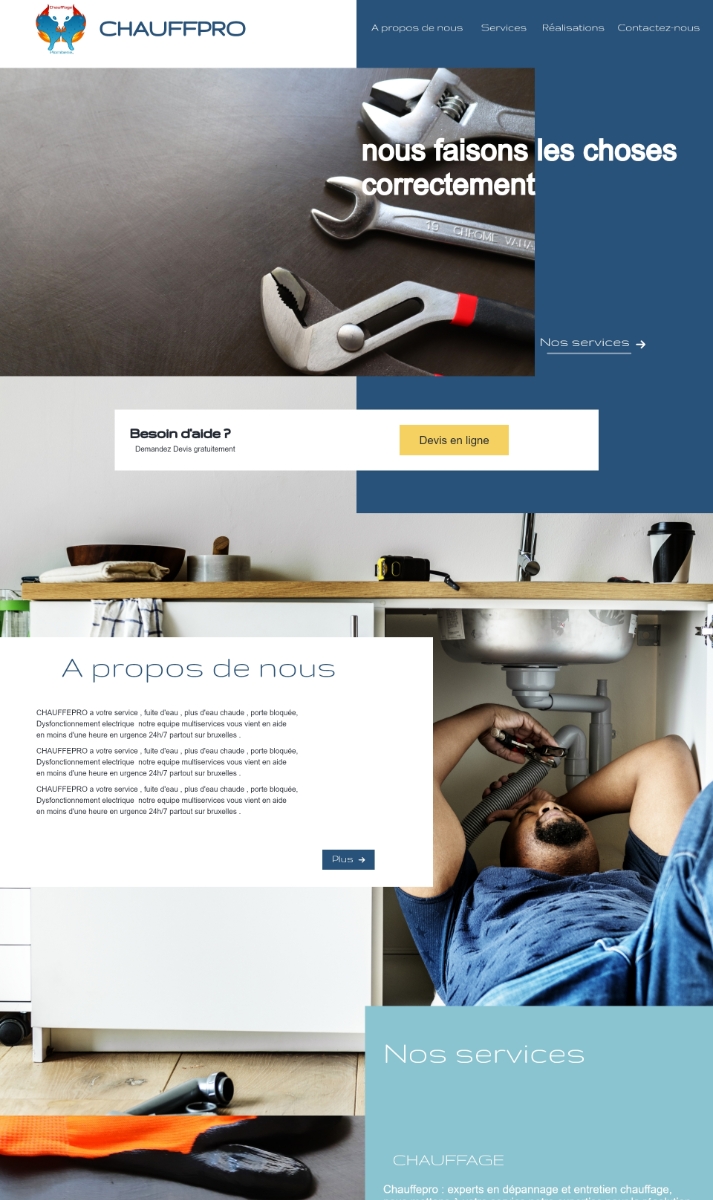 CHAUFFPRO
A propos de nous
Services
Réalisations
Contactez-nous
nous faisons les choses
correctement
19 CHROME VANA
Nos services
Besoin d'aide ?
Demandez Devis gratuitement
Devis en ligne
A propos de nous
CHAUFFEPRO a votre service , fuite d'eau , plus d'eau chaude , porte bloquée,
Dysfonctionnement electrique notre equipe multiservices vous vient en aide
en moins d'une heure en urgence 24h/7 partout sur bruxelles .
CHAUFFEPRO a votre service , fuite d'eau , plus d'eau chaude , porte bloquée,
Dysfonctionnement electrique notre equipe multiservices vous vient en aide
en moins d'une heure en urgence 24h/7 partout sur bruxelles .
CHAUFFEPRO a votre service , fuite d'eau , plus d'eau chaude , porte bloquée,
Dysfonctionnement electrique notre equipe multiservices vous vient en aide
en moins d'une heure en urgence 24h/7 partout sur bruxelles .
Plus
Nos services
CHAUFFAGE
Chauffepro : experts en dépannage et entretien chauffage,